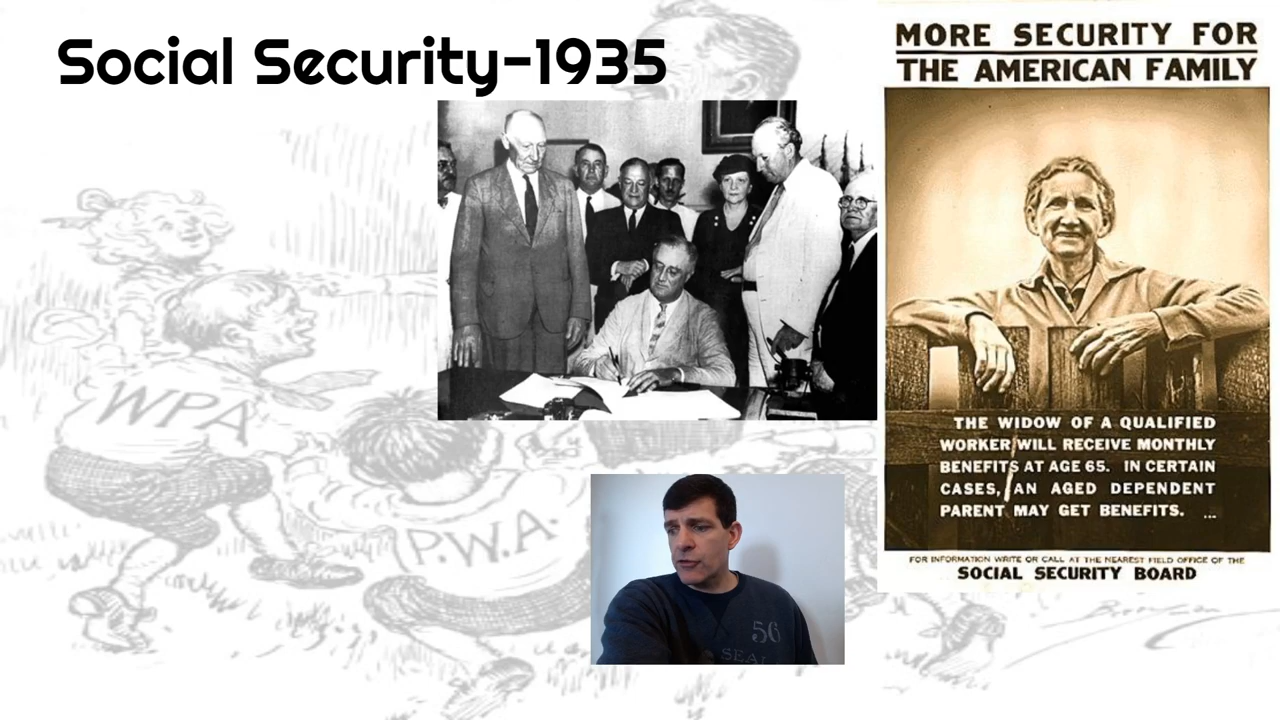 Social Security-1935
MORE SECURITY FOR
THE AMERICAN FAMILY
THE WIDOW OF A QUALIFIED
WORKER WILL RECEIVE MONTHLY
BENEFITS AT AGE 65. IN CERTAIN
CASES, AN AGED DEPENDENT
PARENT MAY GET BENEFITS. ...
FOR INFORMATION WRITE OR CALL AT THE NEAREST FIELD OFFICE OF THE
SOCIAL SECURITY BOARD
WPA
PW.A.
56